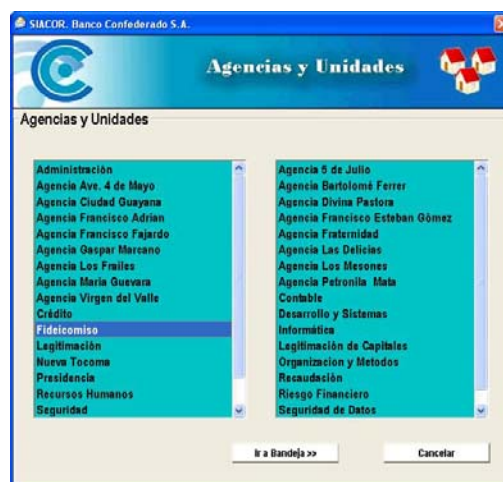 SIACOR. Banco Confederado S.A.
Agencias y Unidades
Agencias y Unidades
Administración
Agencia Ave. 4 de Mayo
Agencia Ciudad Guayana
Agencia Francisco Adrian
Agencia Francisco Fajardo
Agencia Gaspar Marcano
Agencia Los Frailes
Agencia Maria Guevara
Agencia Virgen del Valle
Crédito
Fideicomiso
Legitimación
Nueva Tocoma
Presidencia
Recursos Humanos
Seguridad
Agencia 5 de Julio
Agencia Bartolomé Ferrer
Agencia Divina Pastora
Agencia Francisco Esteban Gómez
Agencia Fraternidad
Agencia Las Delicias
Agencia Los Mesones
Agencia Petronila Mata
Contable
Desarrollo y Sistemas
Informática
Legitimación de Capitales
Organizacion y Metodos
Recaudación
Riesgo Financiero
Seguridad de Datos
Ir a Bandeja >>
Cancelar